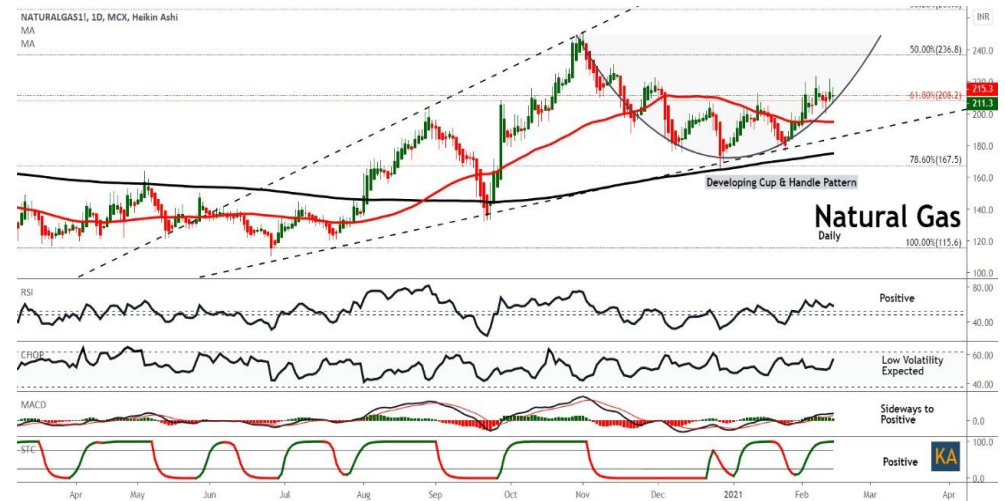 NATURALGAS1!, 1D, MCX, Heikin Ashi
MA
MA
INR
50.00%(236.8)
220.0
215.3
61.80%(208.2)
211.3
200.0
180.0
78.60%(167.5)
160.0
Developing Cup & Handle Pattern
Natural Gas
Daily
140.0
100.00%(115.6)
120.0
100.0
RSI
Positive
80.00
40.00
CHOP
Low Volatility
Expected
60.00
40.00
MACD
Sideways to
Positive
0.0
STC
Positive
KA
100.0
0.0
Apr May Jun Jul Aug Sep Oct Nov Dec 2021 Feb Mar Apr